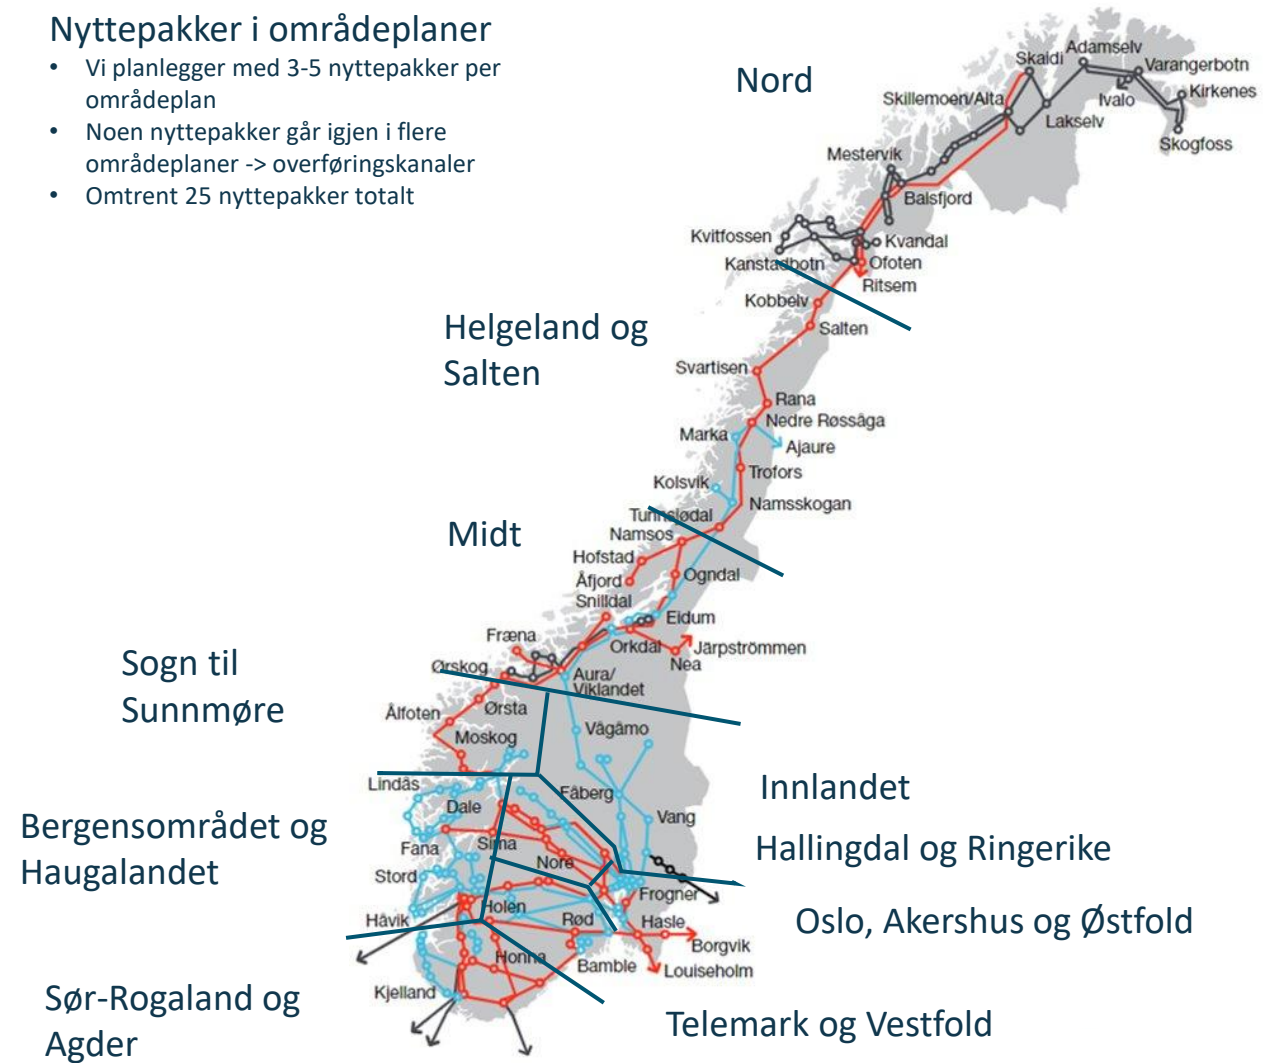 Nyttepakker i områdeplaner
• Vi planlegger med 3-5 nyttepakker per
områdeplan
• Noen nyttepakker går igjen i flere
områdeplaner -> overføringskanaler
• Omtrent 25 nyttepakker totalt
Nord
Skaidi
Adamselv
Varangerbotn
Skillemoen/Alta
Ivalo
Kirkenes
Lakselv
Skogfoss
Mestervik
Balsfjord
Kvitfossen
Kvandal
Kanstadbotn
Ofoten
Ritsem
Kobbelv
Helgeland og
Salten
Salten
Svartisen
Rana
Nedre Røssåga
Marka
Ajaure
Trofors
Kolsvik
Namsskogan
Tunnsjødal
Midt
Namsos
Hofstad
Ogndal
Åfjord
Snilldal
Eidum
Fræna
Orkdal
Järpströmmen
Nea
Sogn til
Sunnmøre
Ørskog
Aura/
Viklandet
Ørsta
Ålfoten
Vågåmo
Moskog
Lindås
Fåberg
Innlandet
Dale
Vang
Bergensområdet og
Haugalandet
Sima
Fana
Hallingdal og Ringerike
Nore
Stord
Frogner
Holen
Håvik
Rød
Hasle
Oslo, Akershus og Østfold
Borgvik
Honna
Bamble
Louiseholm
Kjelland
Sør-Rogaland og
Agder
Telemark og Vestfold